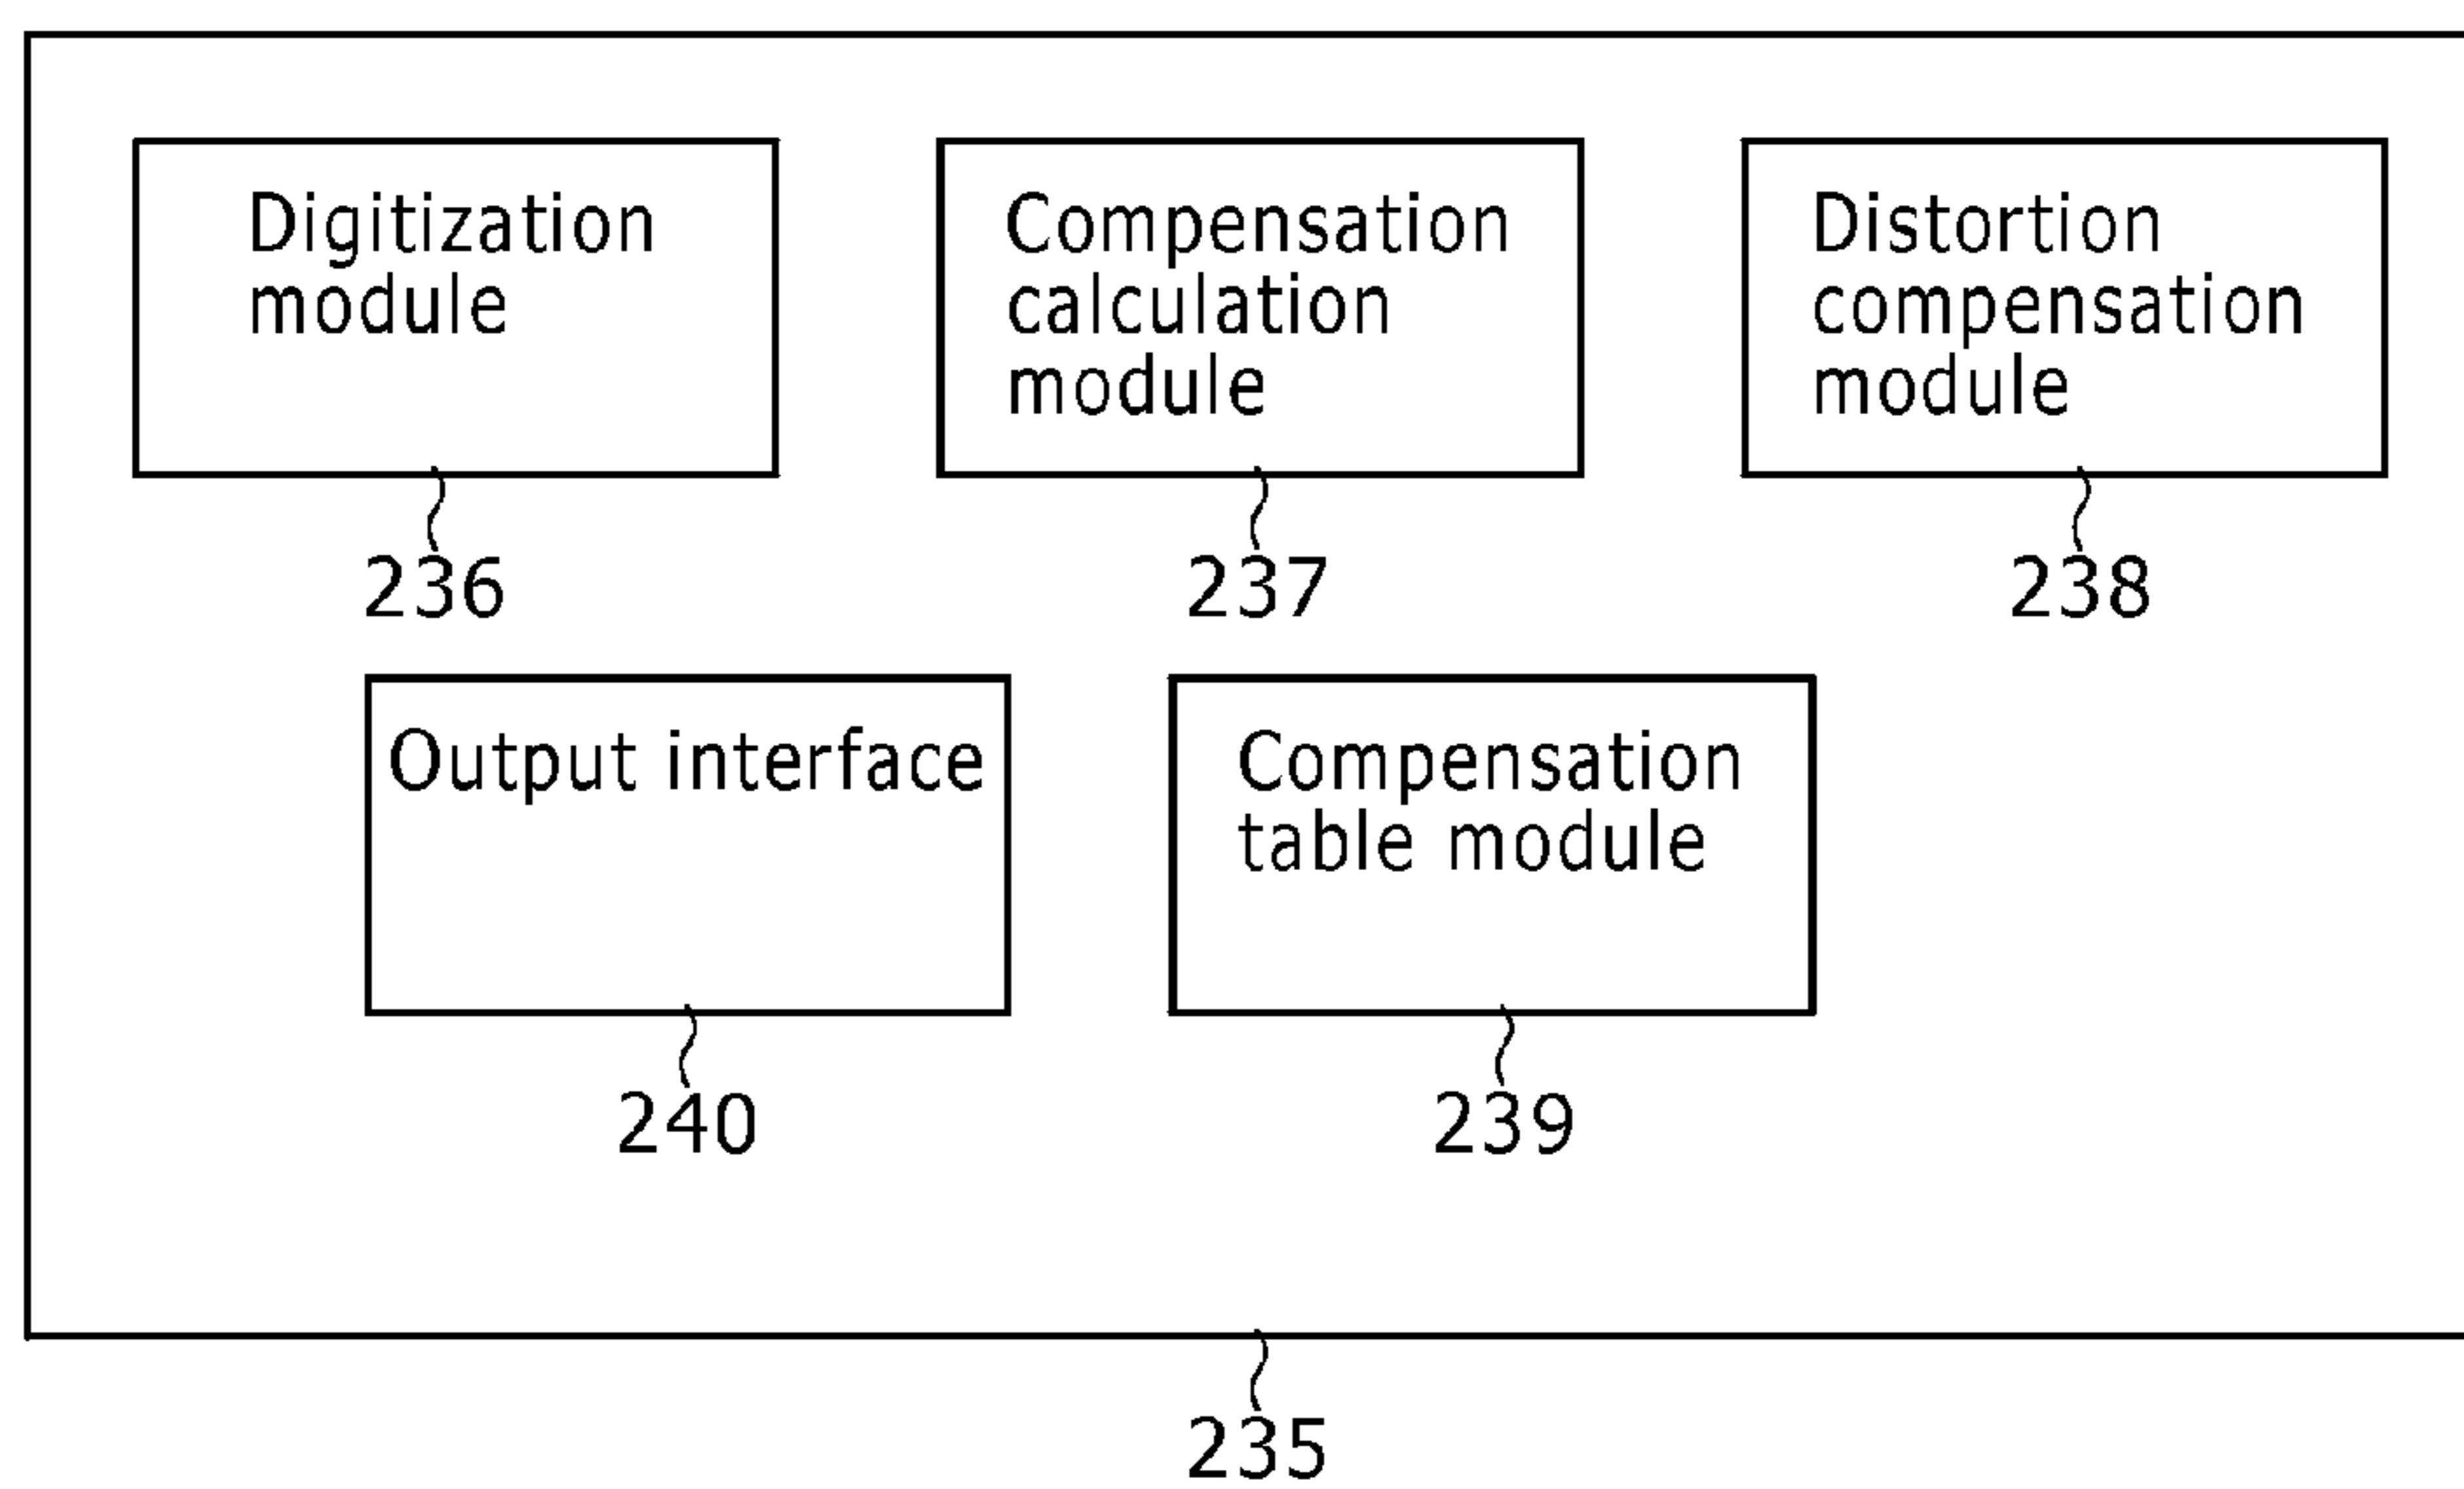 Digitization
module
236
Compensation
calculation
module
237
Distortion
compensation
module
238
Output interface
240
Compensation
table module
239
235